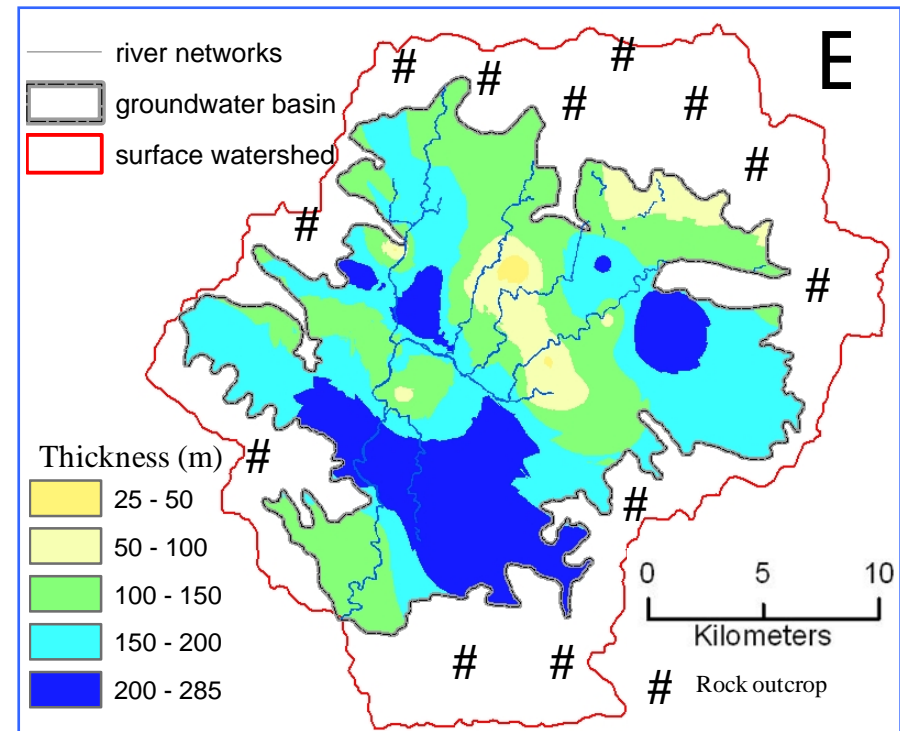 river networks
groundwater basin
surface watershed
E
Thickness (m)
25 - 50
50 - 100
100 - 150
150 - 200
200 - 285
0 5 10
Kilometers
# Rock outcrop
# # # # # # # # # # # #